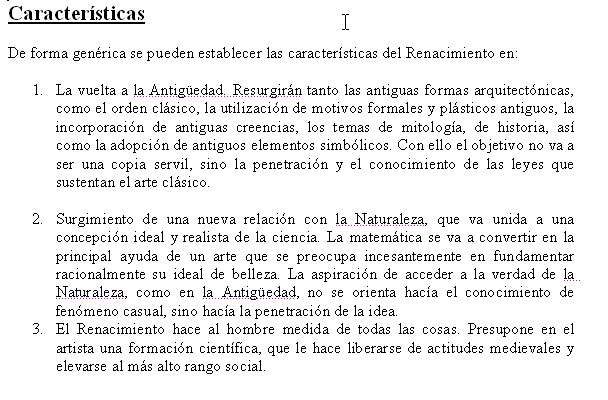 Características
De forma genérica se pueden establecer las características del Renacimiento en:
1. La vuelta a la Antigüedad. Resurgirán tanto las antiguas formas arquitectónicas,
como el orden clásico, la utilización de motivos formales y plásticos antiguos, la
incorporación de antiguas creencias, los temas de mitología, de historia, así
como la adopción de antiguos elementos simbólicos. Con ello el objetivo no va a
ser una copia servil, sino la penetración y el conocimiento de las leyes que
sustentan el arte clásico.
2. Surgimiento de una nueva relación con la Naturaleza, que va unida a una
concepción ideal y realista de la ciencia. La matemática se va a convertir en la
principal ayuda de un arte que se preocupa incesantemente en fundamentar
racionalmente su ideal de belleza. La aspiración de acceder a la verdad de la
Naturaleza, como en la Antigüedad, no se orienta hacía el conocimiento de
fenómeno casual, sino hacía la penetración de la idea.
3. El Renacimiento hace al hombre medida de todas las cosas. Presupone en el
artista una formación científica, que le hace liberarse de actitudes medievales y
elevarse al más alto rango social.